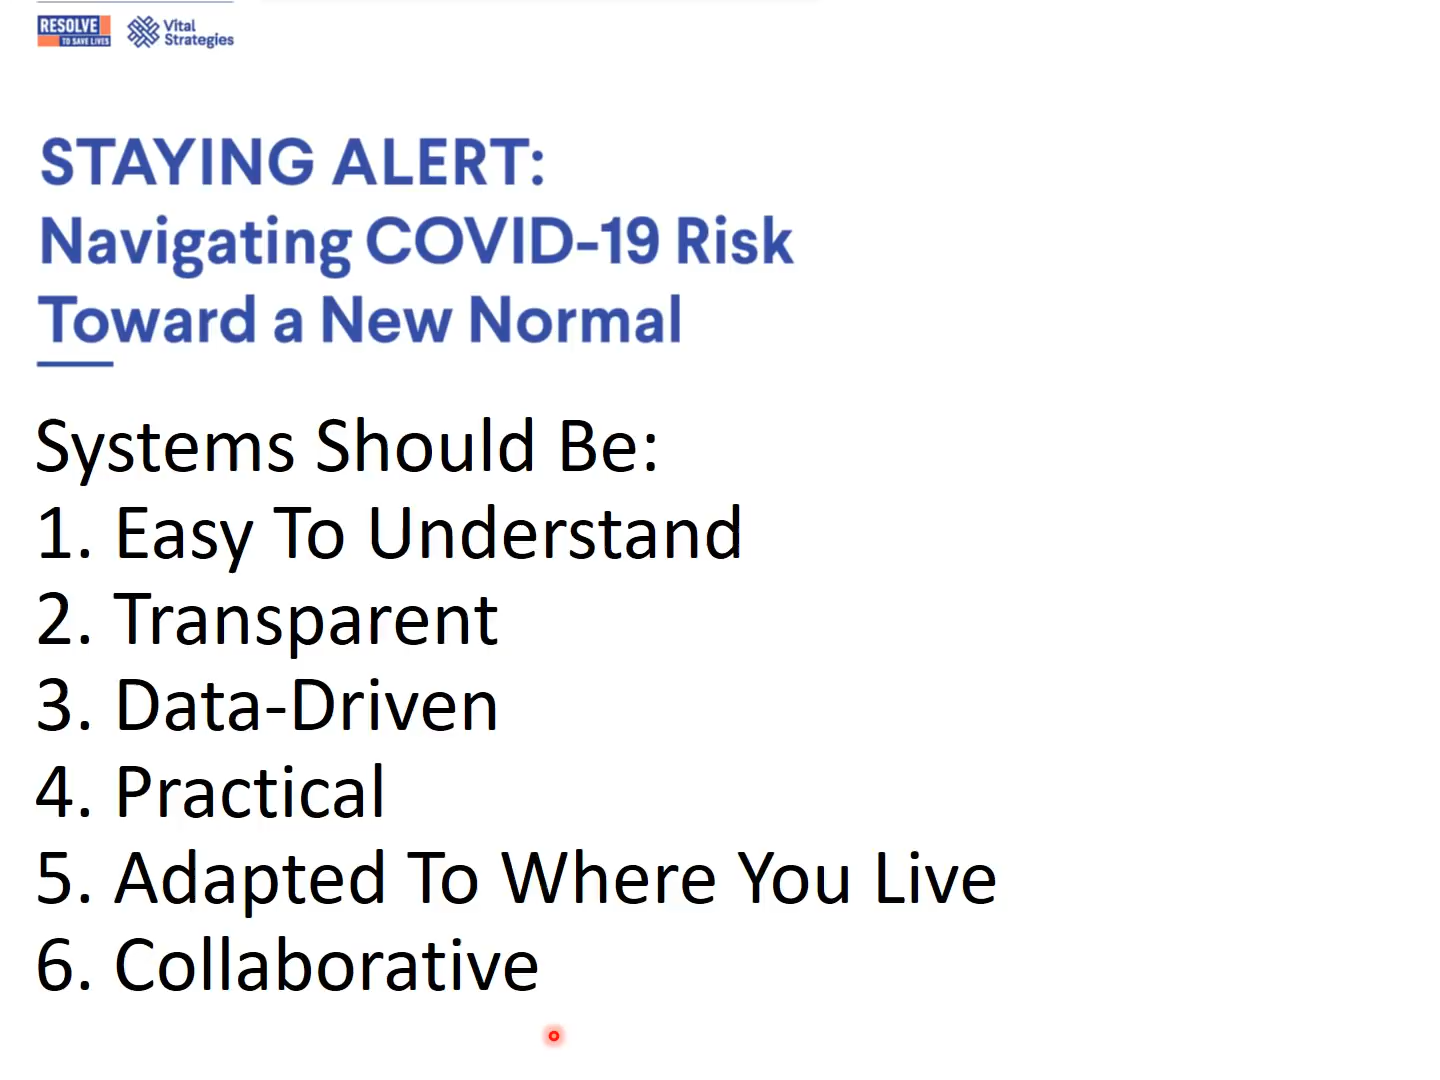 RESOLVE
TO SAVE LIVES
Vital
Strategies
STAYING ALERT:
Navigating COVID-19 Risk
Toward a New Normal
Systems Should Be:
1. Easy To Understand
2. Transparent
3. Data-Driven
4. Practical
5. Adapted To Where You Live
6. Collaborative